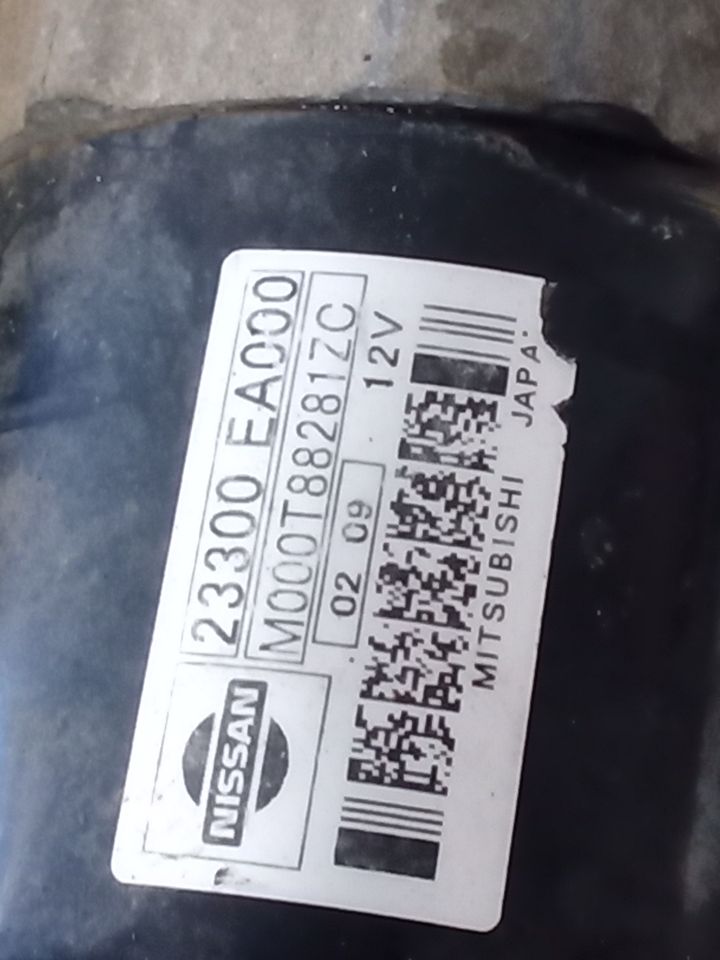 NISSAN
23300 EA000
M000T88281ZC
02 09
12V
MITSUBISHI JAPA